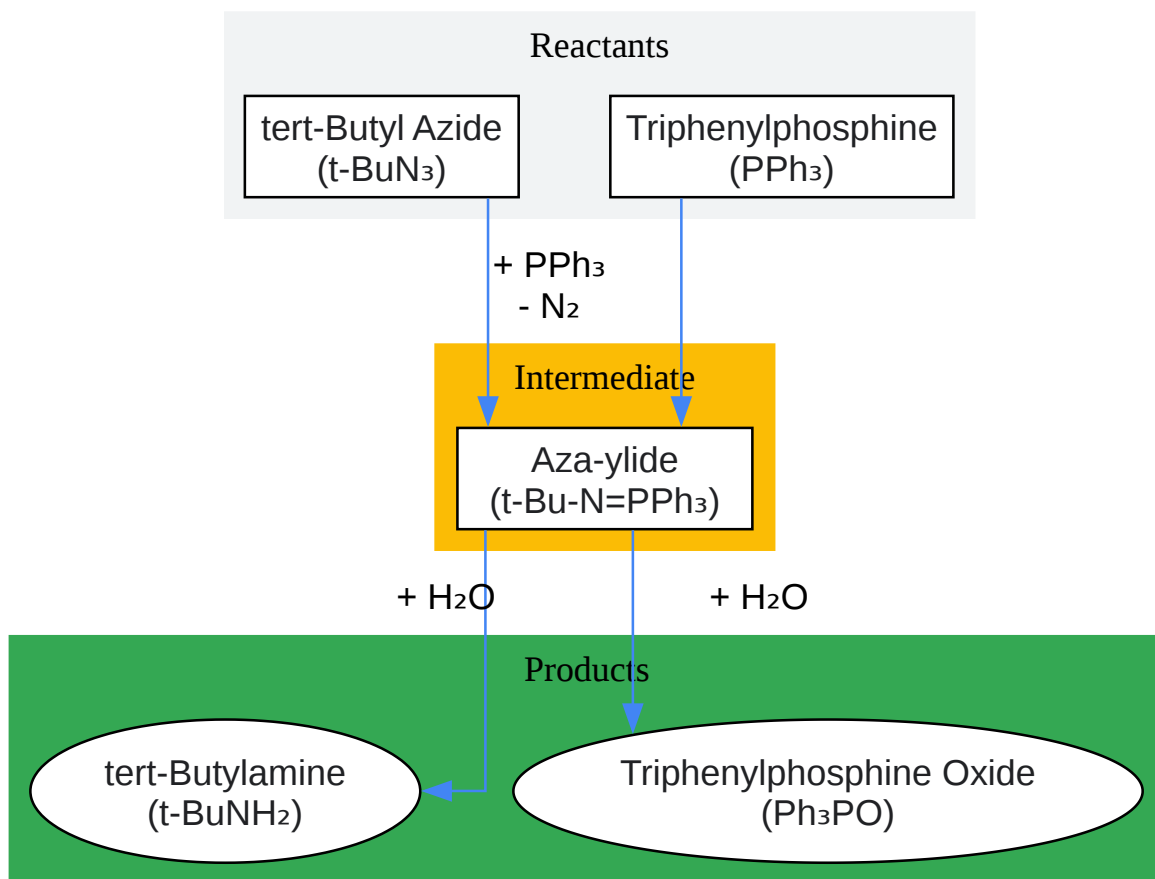 Reactants
tert-Butyl Azide
(t-BuN₃)
Triphenylphosphine
(PPh₃)
+ PPh₃
- N₂
Intermediate
Aza-ylide
(t-Bu-N=PPh₃)
+ H₂O
+ H₂O
Products
tert-Butylamine
(t-BuNH₂)
Triphenylphosphine Oxide
(Ph₃PO)